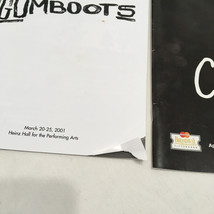 GUMBOOTS
March 20-25, 2001
Heinz Hall for the Performing Arts
C